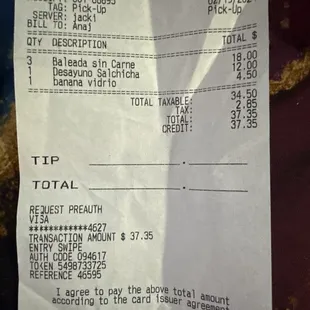 TAG: Pick-Up
Pick-Up
SERVER: jacki
BILL TO: Anaj
QTY DESCRIPTION TOTAL $
3 Baleada sin Carne 18.00
1 Desayuno Salchicha 12.00
1 banana vidrio 4.50
TOTAL TAXABLE: 34.50
TAX: 2.85
TOTAL: 37.35
CREDIT: 37.35
TIP
TOTAL
REQUEST PREAUTH
VISA
************4627
TRANSACTION AMOUNT $ 37.35
ENTRY SWIPE
AUTH CODE 094617
TOKEN 5498733725
REFERENCE 46595
I agree to pay the above total amount
according to the card issuer agreement